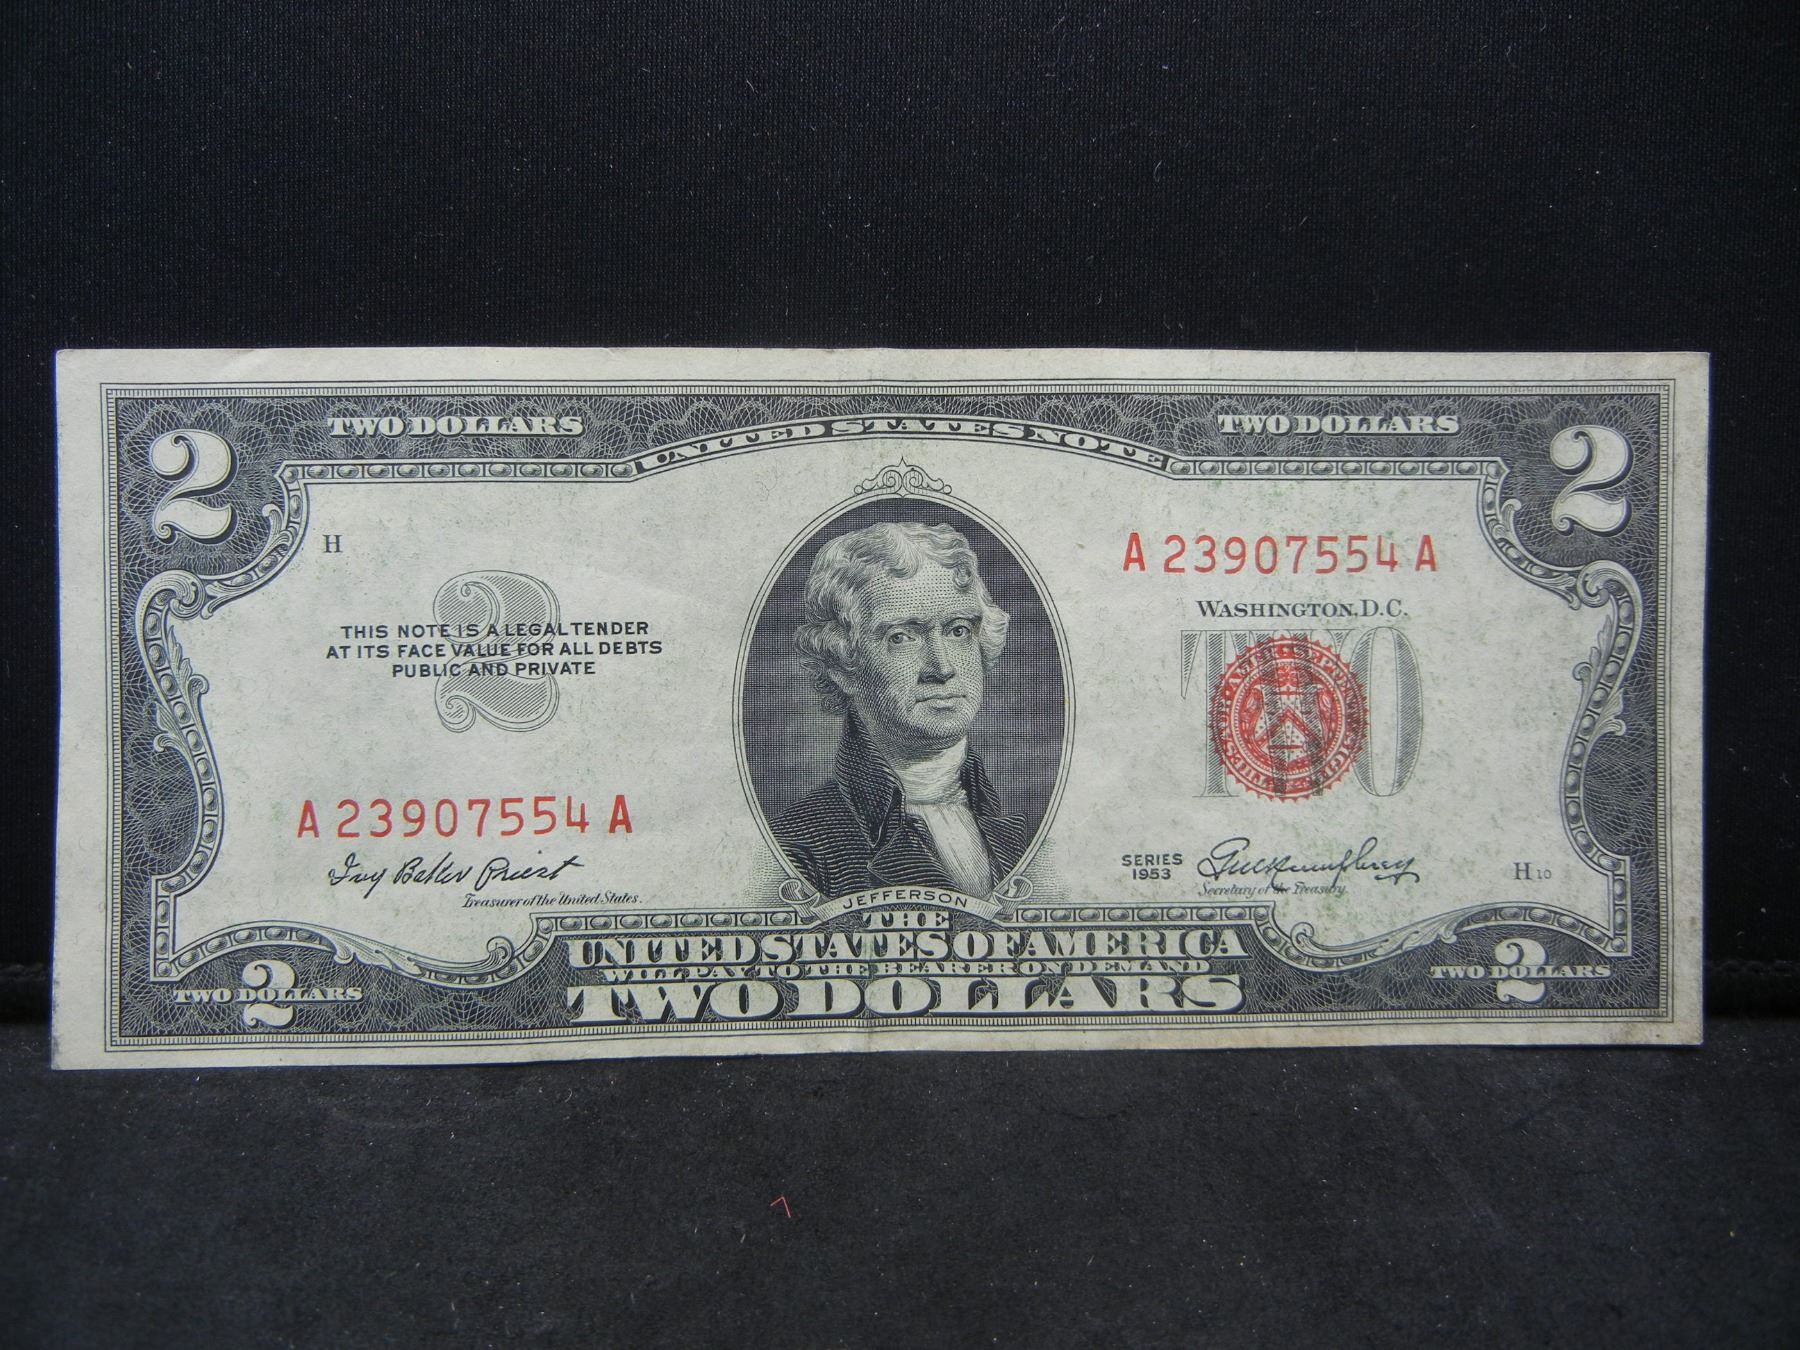 TWO DOLLARS
UNITED STATES NOTE
TWO DOLLARS
2
2
H
A 23907554 A
WASHINGTON, D.C.
2
THIS NOTE IS A LEGAL TENDER
AT ITS FACE VALUE FOR ALL DEBTS
PUBLIC AND PRIVATE
TWO
A 23907554 A
Ivy Baker Priest
Treasurer of the United States.
SERIES
1953
G M Humphrey
Secretary of the Treasury.
H 10
JEFFERSON
THE
UNITED STATES OF AMERICA
WILL PAY TO THE BEARER ON DEMAND
TWO DOLLARS
TWO DOLLARS
2
TWO DOLLARS
2